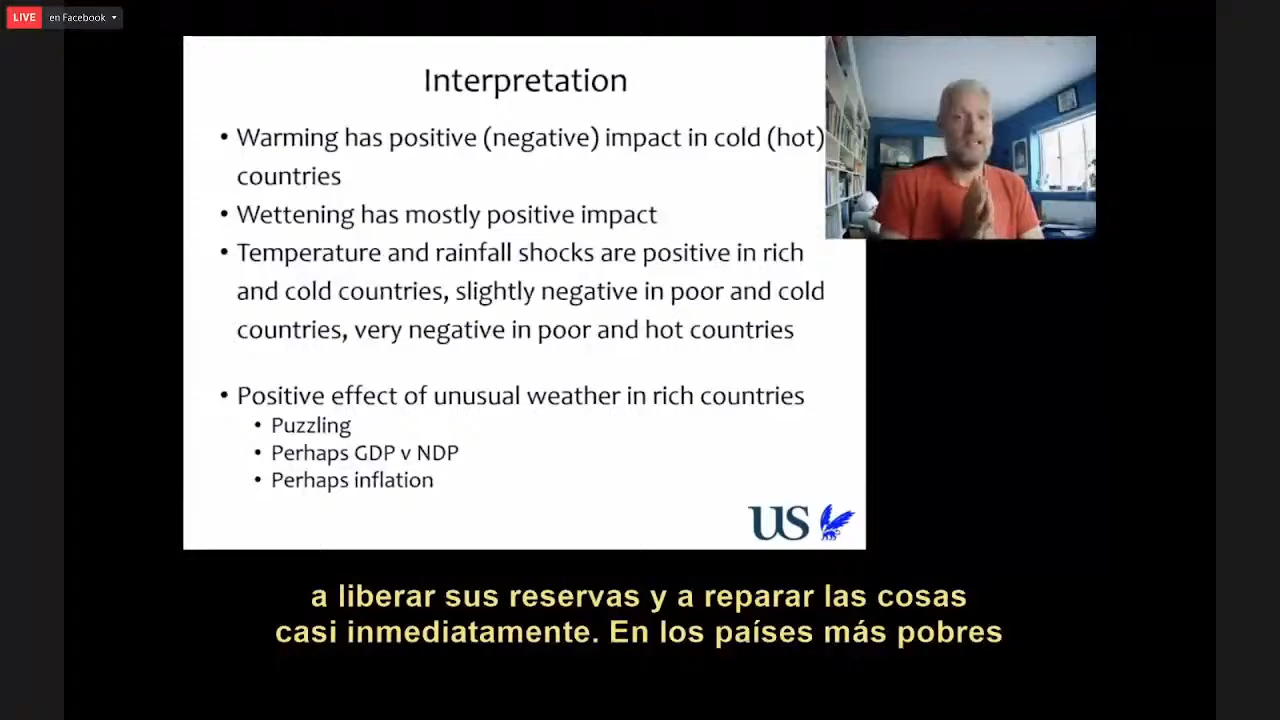 LIVE
en Facebook
Interpretation
• Warming has positive (negative) impact in cold (hot)
countries
• Wettening has mostly positive impact
• Temperature and rainfall shocks are positive in rich
and cold countries, slightly negative in poor and cold
countries, very negative in poor and hot countries
• Positive effect of unusual weather in rich countries
• Puzzling
• Perhaps GDP v NDP
• Perhaps inflation
US
a liberar sus reservas y a reparar las cosas
casi inmediatamente. En los países más pobres